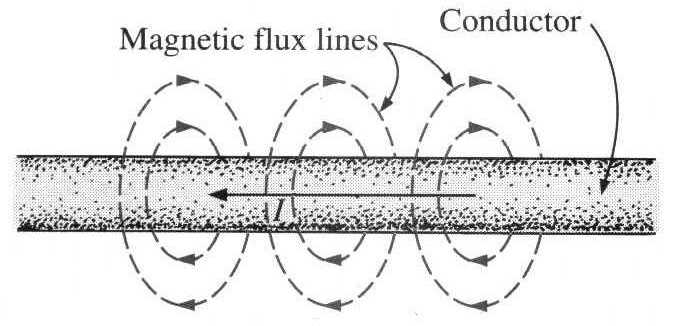 Conductor
Magnetic flux lines
I